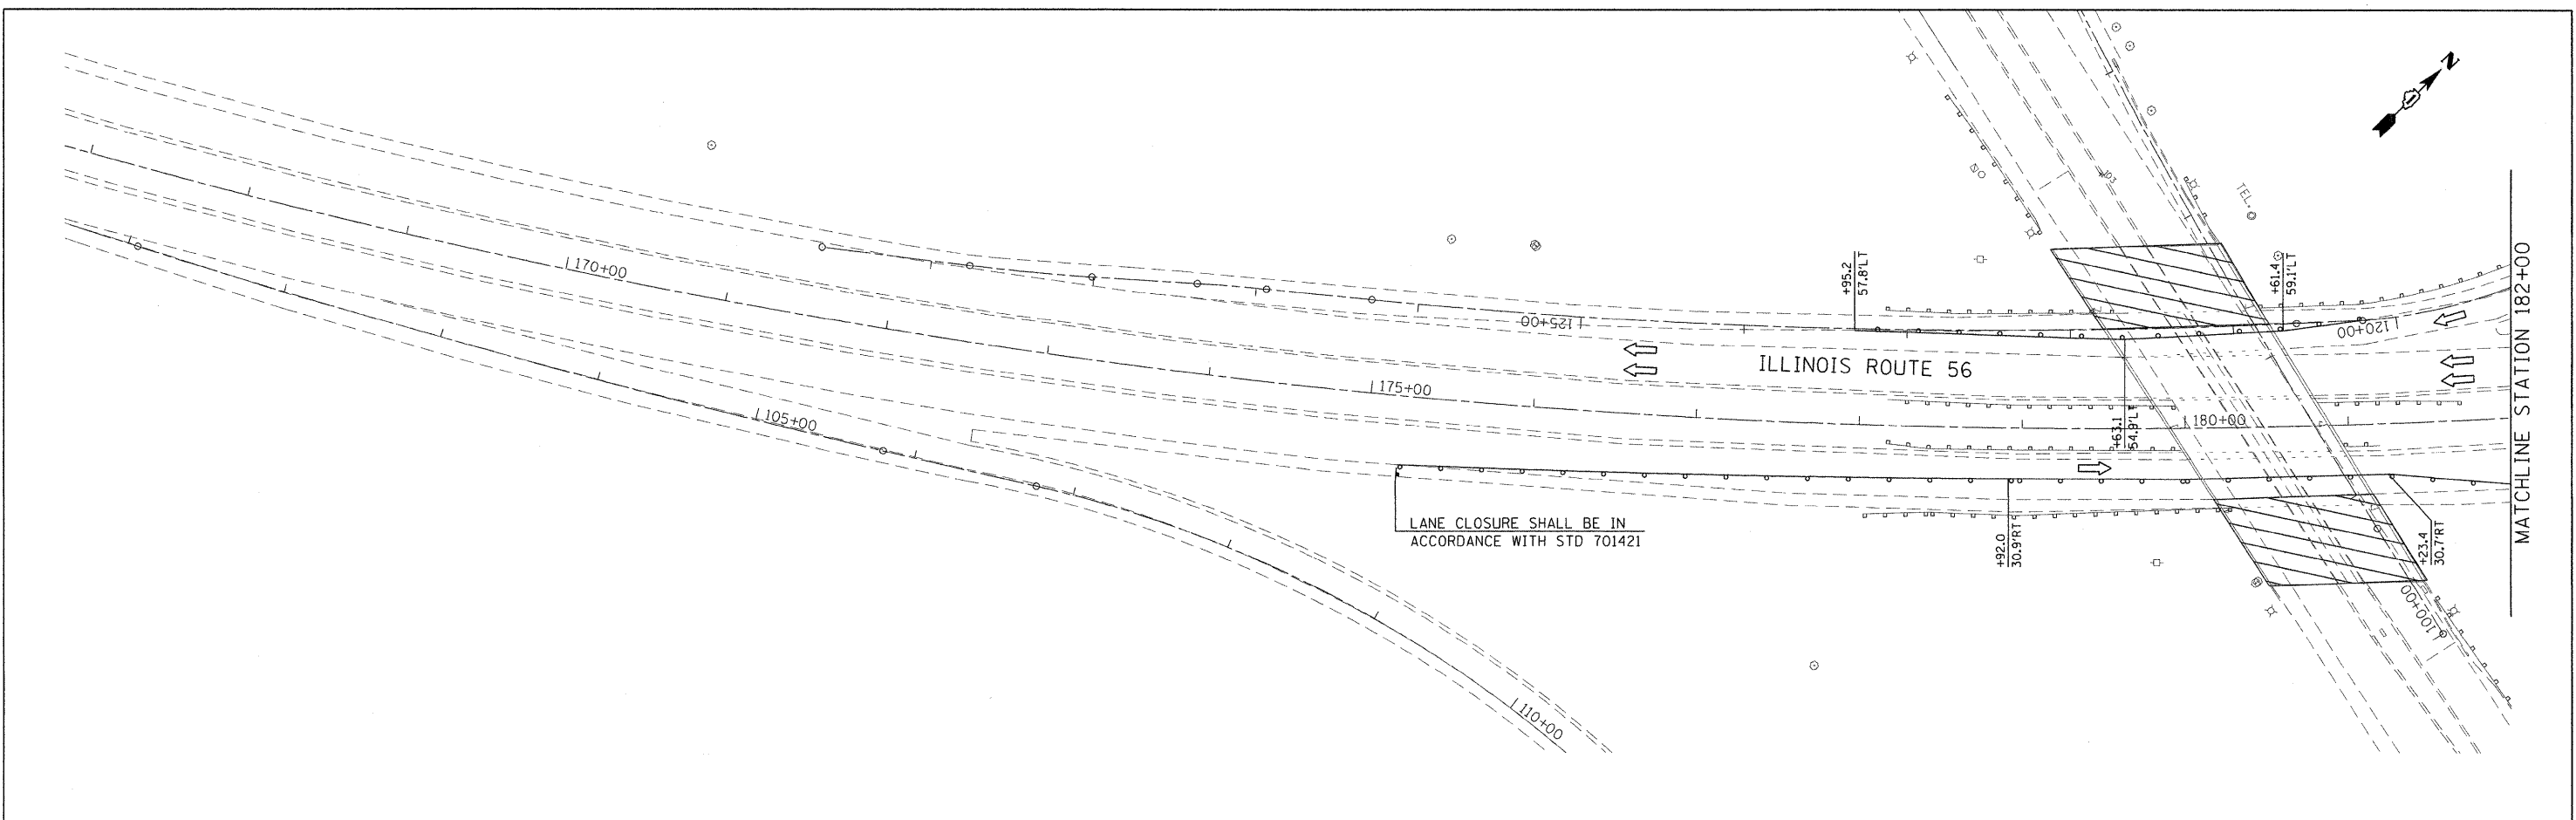 N
103
TEL.
170+00
+95.2
57.8'LT
+61.4
59.1'LT
125+00
120+00
MATCHLINE STATION 182+00
ILLINOIS ROUTE 56
175+00
105+00
+63.1
54.9'LT
180+00
LANE CLOSURE SHALL BE IN
ACCORDANCE WITH STD 701421
+92.0
30.9'RT
+23.4
30.7'RT
100+00
110+00